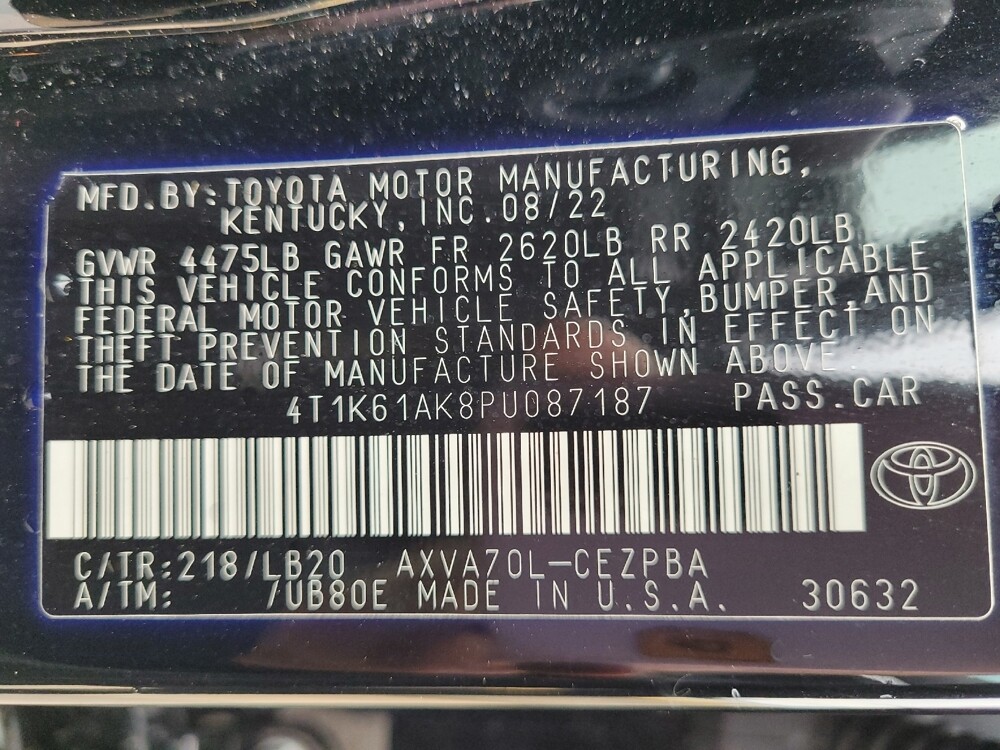 MFD.BY:TOYOTA MOTOR MANUFACTURING,
KENTUCKY, INC. 08/22
GVWR 4475LB GAWR FR 2620LB RR 2420LB
THIS VEHICLE CONFORMS TO ALL APPLICABLE
FEDERAL MOTOR VEHICLE SAFETY,BUMPER,AND
THEFT PREVENTION STANDARDS IN EFFECT ON
THE DATE OF MANUFACTURE SHOWN ABOVE.
4T1K61AK8PU087187 PASS.CAR
C/TR:218/LB20 AXVA70L-CEZPBA
A/TM: /UB80E MADE IN U.S.A. 30632